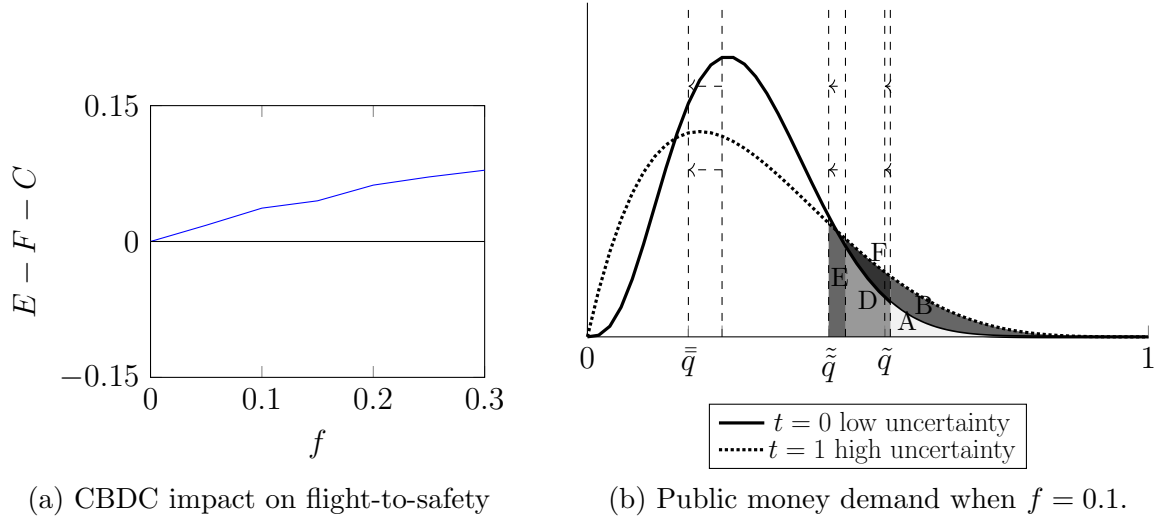 0.15
0
−0.15
E − F − C
0 0.1 0.2 0.3
f
(a) CBDC impact on flight-to-safety
F
E
D
B
A
0 q̿ q̃̃ q̃ 1
t = 0 low uncertainty
t = 1 high uncertainty
(b) Public money demand when f = 0.1.